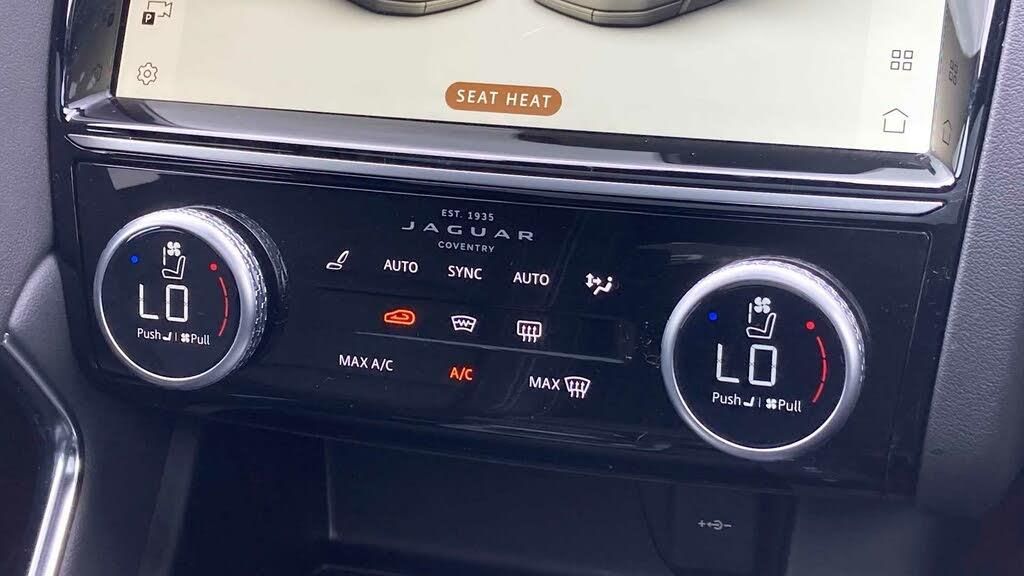 P
SEAT HEAT
EST. 1935
JAGUAR
COVENTRY
AUTO SYNC AUTO
LO
Push Pull
MAX A/C A/C MAX
LO
Push Pull